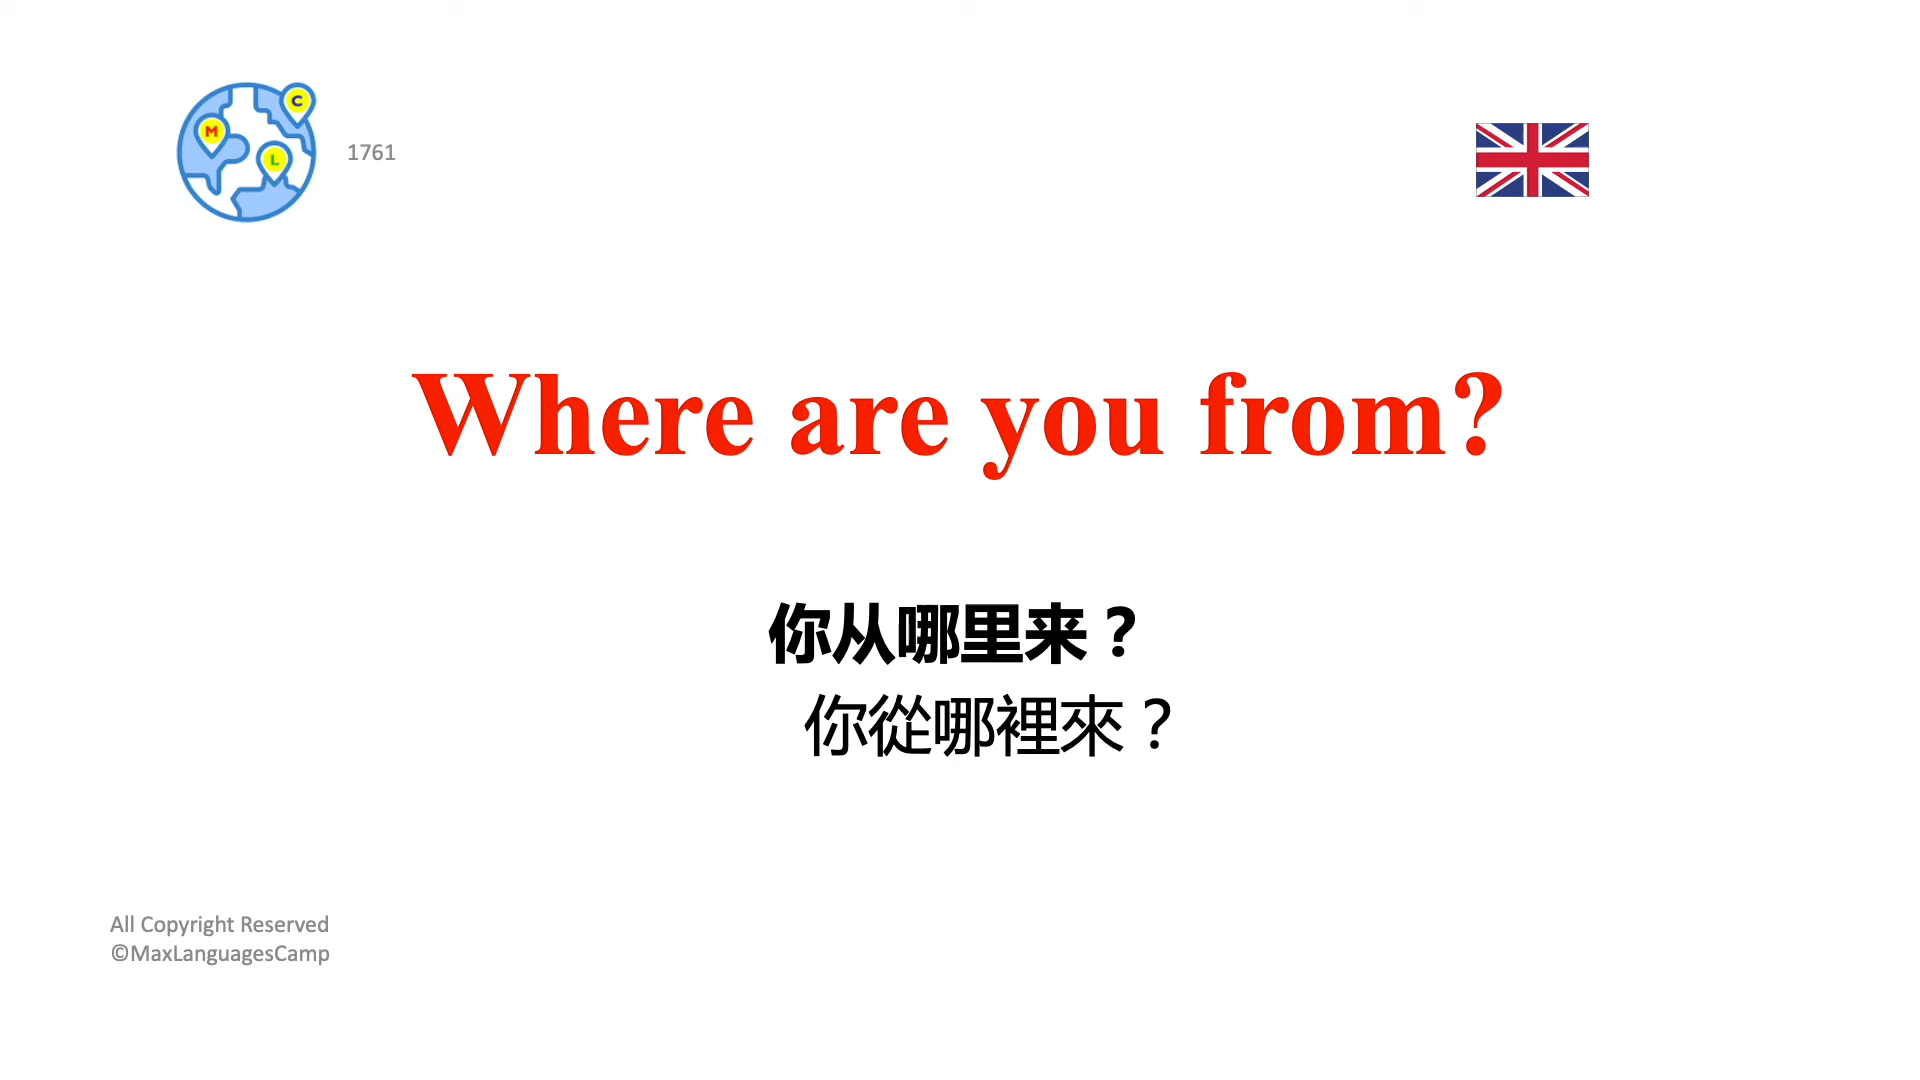 C
M
L
1761
Where are you from?
你从哪里来？
你從哪裡來？
All Copyright Reserved
©MaxLanguagesCamp